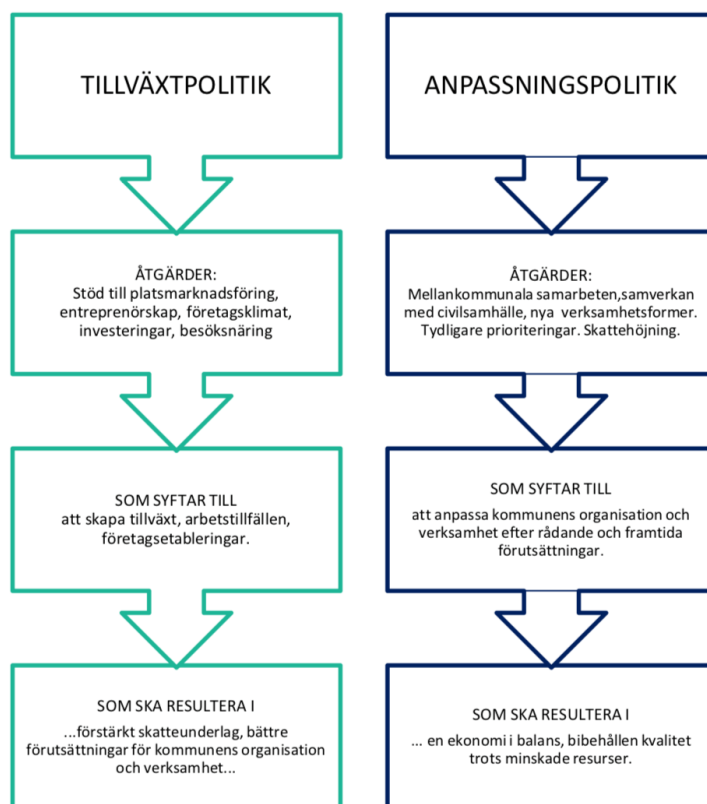 TILLVÄXTPOLITIK
ÅTGÄRDER:
Stöd till platsmarknadsföring,
entreprenörskap, företagsklimat,
investeringar, besöksnäring
SOM SYFTAR TILL
att skapa tillväxt, arbetstillfällen,
företagsetableringar.
SOM SKA RESULTERA I
...förstärkt skatteunderlag, bättre
förutsättningar för kommunens organisation
och verksamhet...
ANPASSNINGSPOLITIK
ÅTGÄRDER:
Mellankommunala samarbeten,samverkan
med civilsamhälle, nya verksamhetsformer.
Tydligare prioriteringar. Skattehöjning.
SOM SYFTAR TILL
att anpassa kommunens organisation och
verksamhet efter rådande och framtida
förutsättningar.
SOM SKA RESULTERA I
... en ekonomi i balans, bibehållen kvalitet
trots minskade resurser.